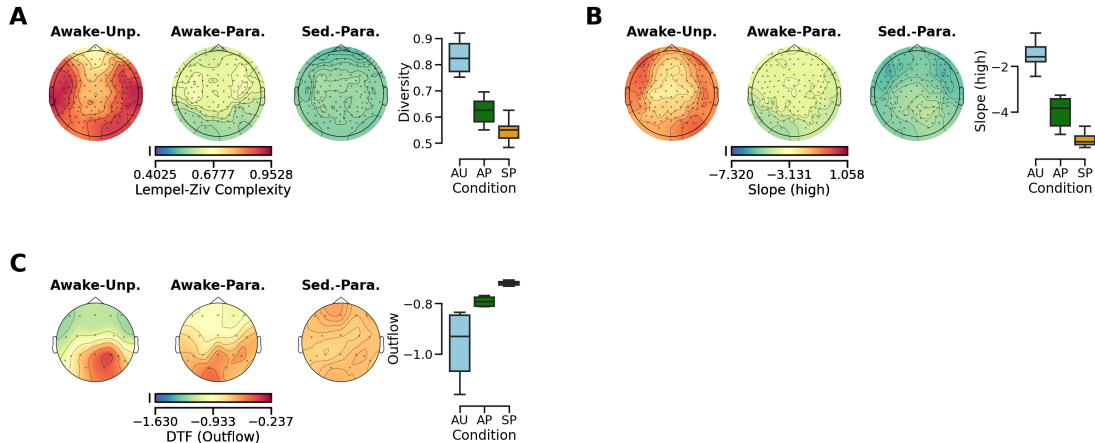 A
Awake-Unp. Awake-Para. Sed.-Para.
0.9
0.8
0.7
0.6
0.5
Diversity
AU AP SP
Condition
0.4025 0.6777 0.9528
Lempel-Ziv Complexity
B
Awake-Unp. Awake-Para. Sed.-Para.
−2
−4
Slope (high)
AU AP SP
Condition
−7.320 −3.131 1.058
Slope (high)
C
Awake-Unp. Awake-Para. Sed.-Para.
−0.8
−1.0
Outflow
AU AP SP
Condition
−1.630 −0.933 −0.237
DTF (Outflow)